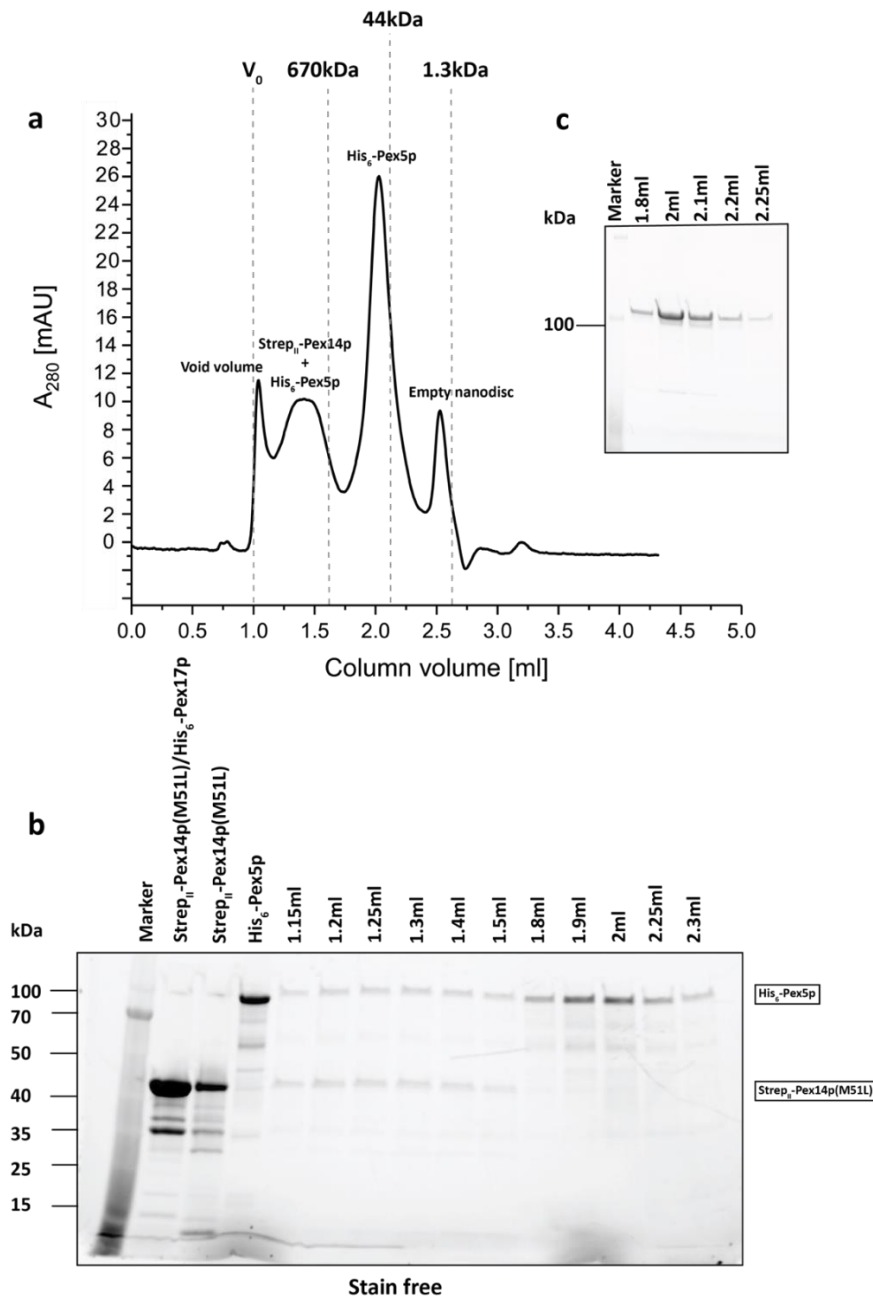 44kDa
V₀ 670kDa 1.3kDa
a
c
30
28
26
24
22
20
18
16
14
12
10
8
6
4
2
0
A₂₈₀ [mAU]
His₆-Pex5p
Strep_II-Pex14p
+
His₆-Pex5p
Void volume
Empty nanodisc
0.0 0.5 1.0 1.5 2.0 2.5 3.0 3.5 4.0 4.5 5.0
Column volume [ml]
kDa
Marker
1.8ml
2ml
2.1ml
2.2ml
2.25ml
100
b
kDa
Marker
Strep_II-Pex14p(M51L)/His₆-Pex17p
Strep_II-Pex14p(M51L)
His₆-Pex5p
1.15ml
1.2ml
1.25ml
1.3ml
1.4ml
1.5ml
1.8ml
1.9ml
2ml
2.25ml
2.3ml
100
70
50
40
35
25
15
His₆-Pex5p
Strep_II-Pex14p(M51L)
Stain free